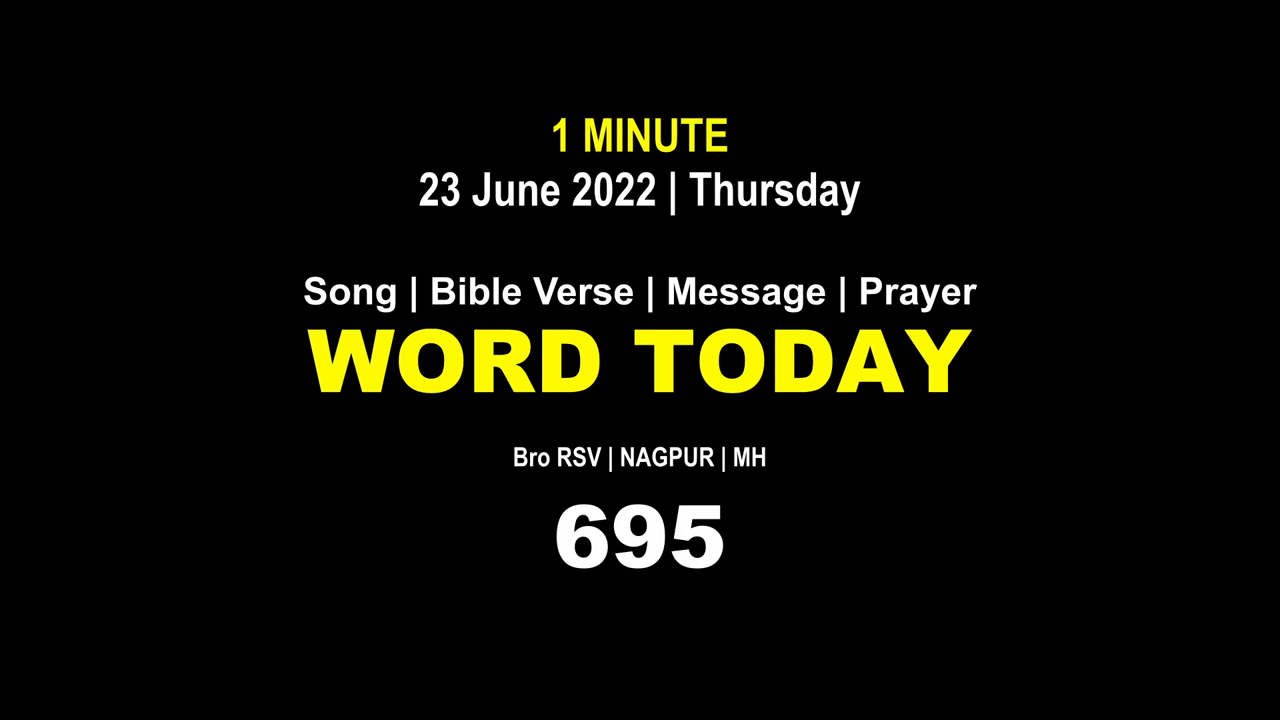 1 MINUTE
23 June 2022 | Thursday
Song | Bible Verse | Message | Prayer
WORD TODAY
Bro RSV | NAGPUR | MH
695